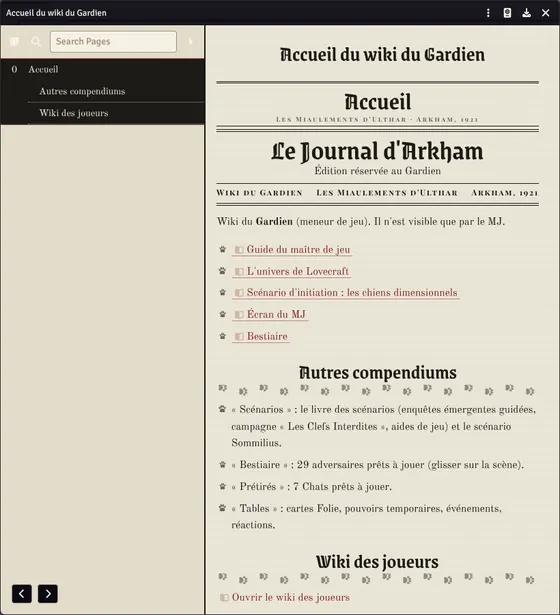 Accueil du wiki du Gardien
Search Pages
0 Accueil
Autres compendiums
Wiki des joueurs
Accueil du wiki du Gardien
Accueil
Les Miaulements d'Ulthar · Arkham, 1921
Le Journal d'Arkham
Édition réservée au Gardien
Wiki du Gardien Les Miaulements d'Ulthar Arkham, 1921
Wiki du Gardien (meneur de jeu). Il n'est visible que par le MJ.
Guide du maître de jeu
L'univers de Lovecraft
Scénario d'initiation : les chiens dimensionnels
Écran du MJ
Bestiaire
Autres compendiums
« Scénarios » : le livre des scénarios (enquêtes émergentes guidées,
campagne « Les Clefs Interdites », aides de jeu) et le scénario
Sommilius.
« Bestiaire » : 29 adversaires prêts à jouer (glisser sur la scène).
« Prétirés » : 7 Chats prêts à jouer.
« Tables » : cartes Folie, pouvoirs temporaires, événements,
réactions.
Wiki des joueurs
Ouvrir le wiki des joueurs